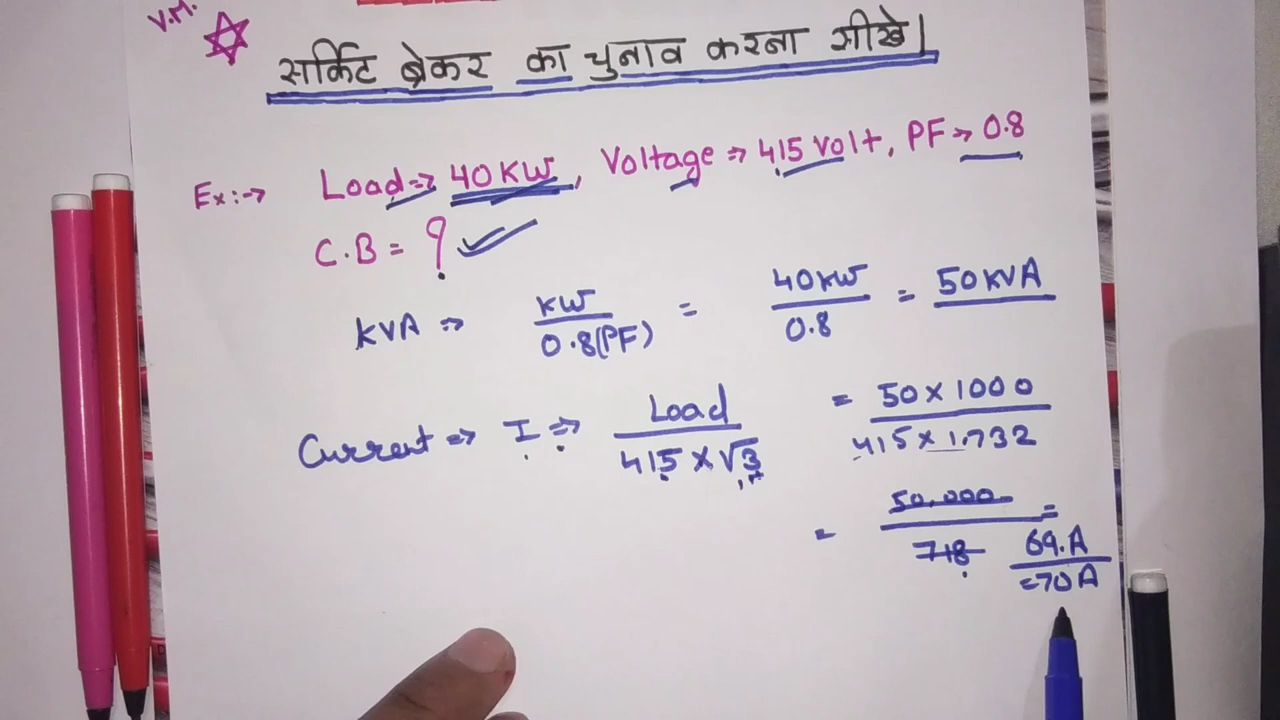 V.M.
सर्किट ब्रेकर का चुनाव करना सीखे।
Ex:-> Load => 40 KW, Voltage => 415 Volt, PF => 0.8
C.B = ?
KVA => KW / 0.8(PF) = 40KW / 0.8 = 50KVA
Current => I => Load / 415 × √3 = 50 × 1000 / 415 × 1.732
= 50,000 / 718 = 69.A
=70A